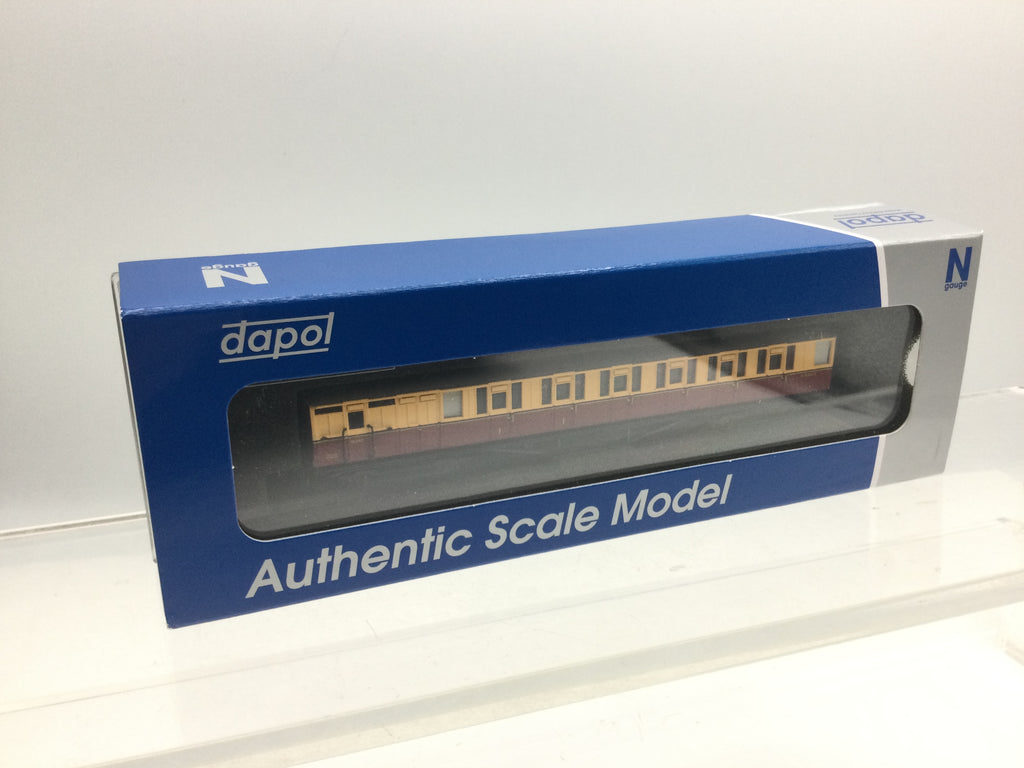 N
gauge
dapol
N
gauge
dapol
Authentic Scale Model